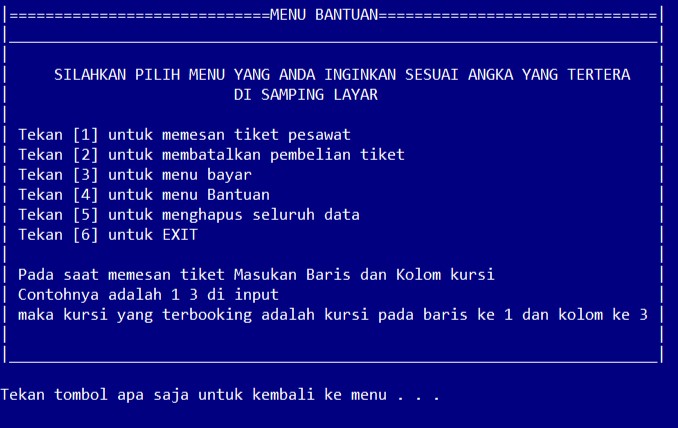 |=============================MENU BANTUAN===============================|
SILAHKAN PILIH MENU YANG ANDA INGINKAN SESUAI ANGKA YANG TERTERA
DI SAMPING LAYAR
Tekan [1] untuk memesan tiket pesawat
Tekan [2] untuk membatalkan pembelian tiket
Tekan [3] untuk menu bayar
Tekan [4] untuk menu Bantuan
Tekan [5] untuk menghapus seluruh data
Tekan [6] untuk EXIT
Pada saat memesan tiket Masukan Baris dan Kolom kursi
Contohnya adalah 1 3 di input
maka kursi yang terbooking adalah kursi pada baris ke 1 dan kolom ke 3
Tekan tombol apa saja untuk kembali ke menu . . .